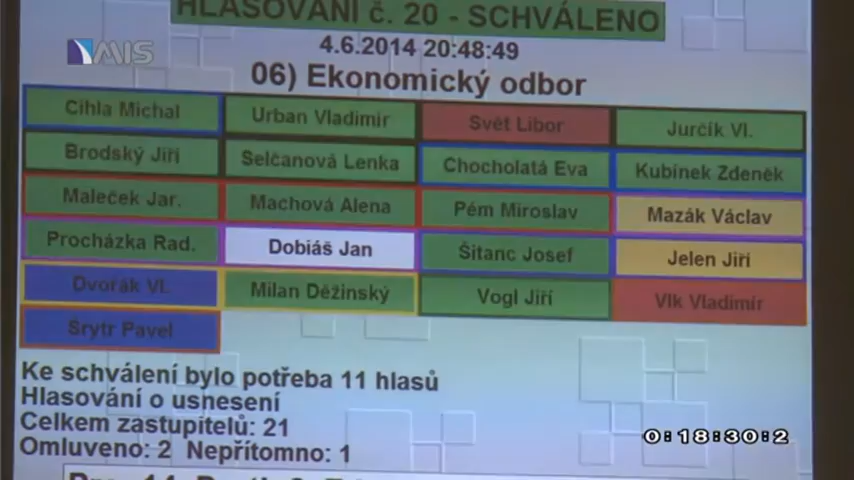 HLASOVÁNÍ č. 20 - SCHVÁLENO
MIS
4.6.2014 20:48:49
06) Ekonomický odbor
Cihla Michal Urban Vladimír Svět Libor Jurčík Vl.
Brodský Jiří Selčanová Lenka Chocholatá Eva Kubínek Zdeněk
Maleček Jar. Machová Alena Pém Miroslav Mazák Václav
Procházka Rad. Dobiáš Jan Šitanc Josef Jelen Jiří
Dvořák Vl. Milan Děžinský Vogl Jiří Vlk Vladimír
Šrytr Pavel
Ke schválení bylo potřeba 11 hlasů
Hlasování o usnesení
Celkem zastupitelů: 21
0:18:30:2
Omluveno: 2 Nepřítomno: 1